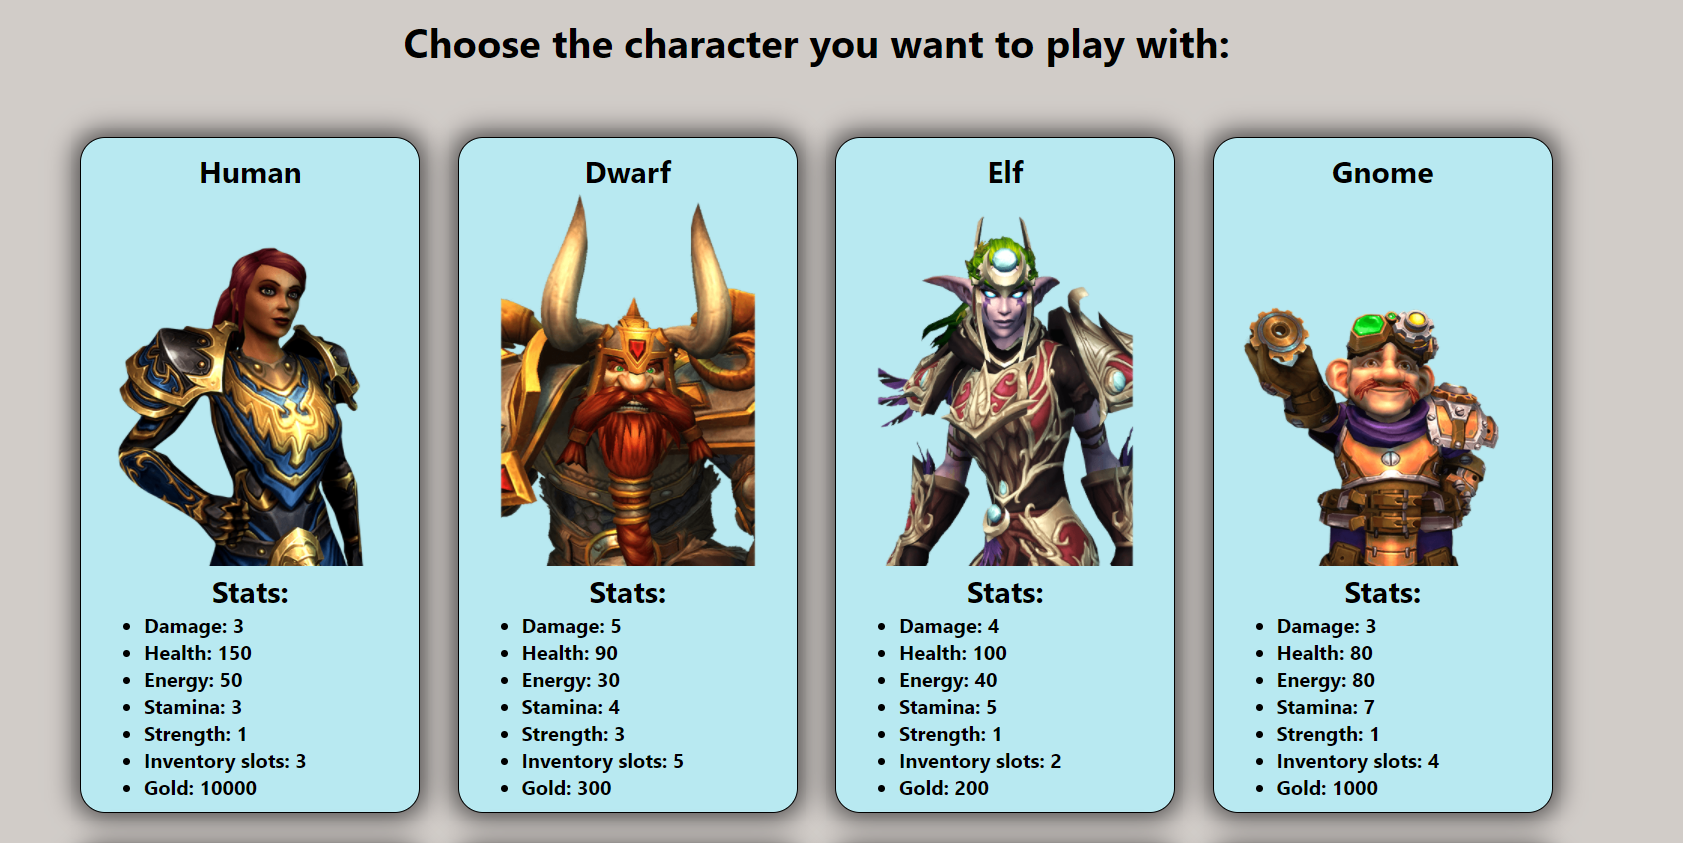 Choose the character you want to play with:
Human
Stats:
Damage: 3
Health: 150
Energy: 50
Stamina: 3
Strength: 1
Inventory slots: 3
Gold: 10000
Dwarf
Stats:
Damage: 5
Health: 90
Energy: 30
Stamina: 4
Strength: 3
Inventory slots: 5
Gold: 300
Elf
Stats:
Damage: 4
Health: 100
Energy: 40
Stamina: 5
Strength: 1
Inventory slots: 2
Gold: 200
Gnome
Stats:
Damage: 3
Health: 80
Energy: 80
Stamina: 7
Strength: 1
Inventory slots: 4
Gold: 1000